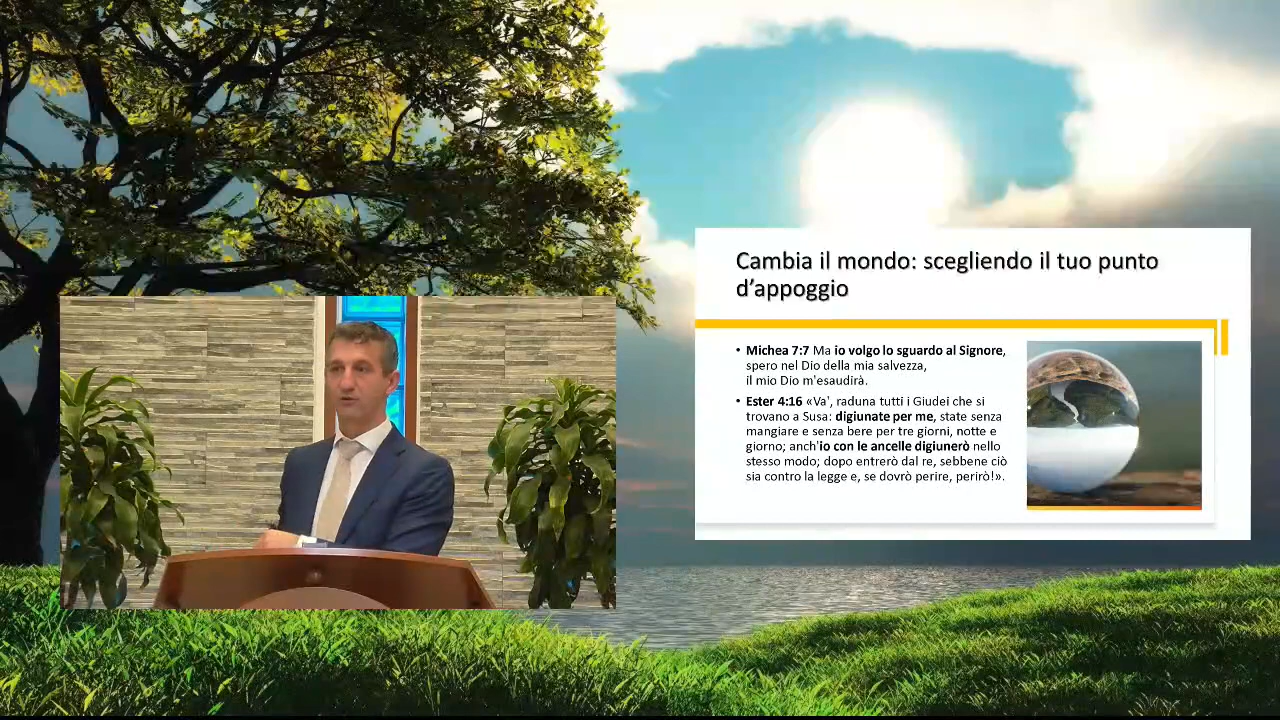 Cambia il mondo: scegliendo il tuo punto
d'appoggio
• Michea 7:7 Ma io volgo lo sguardo al Signore,
spero nel Dio della mia salvezza,
il mio Dio m'esaudirà.
• Ester 4:16 «Va', raduna tutti i Giudei che si
trovano a Susa: digiunate per me, state senza
mangiare e senza bere per tre giorni, notte e
giorno; anch'io con le ancelle digiunerò nello
stesso modo; dopo entrerò dal re, sebbene ciò
sia contro la legge e, se dovrò perire, perirò!».